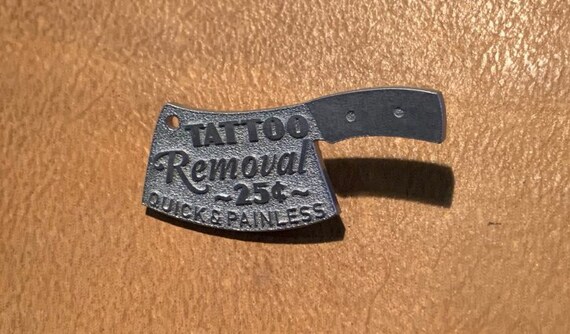 TATTOO
Removal
~25¢~
QUICK & PAINLESS